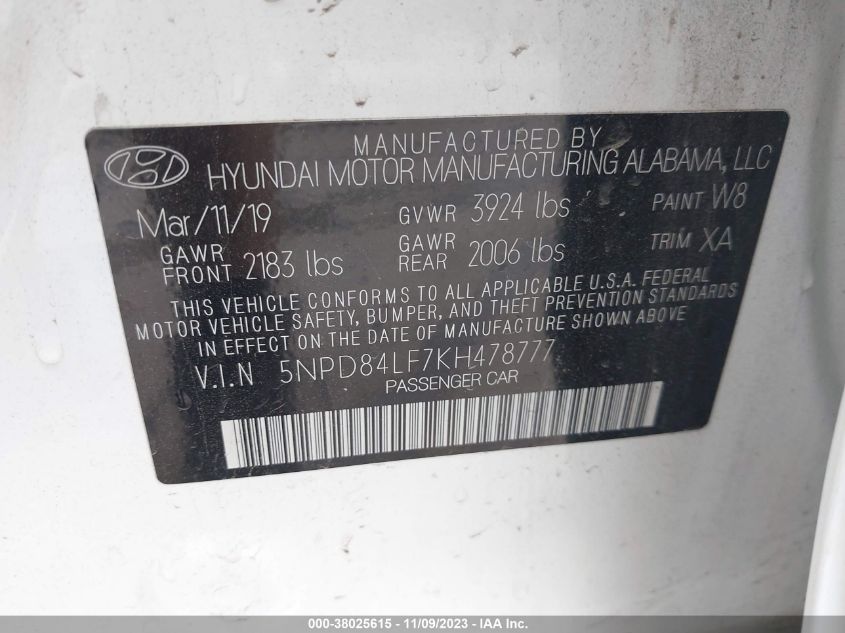 MANUFACTURED BY
HYUNDAI MOTOR MANUFACTURING ALABAMA, LLC
Mar/11/19 GVWR 3924 lbs PAINT W8
GAWR FRONT 2183 lbs GAWR REAR 2006 lbs TRIM XA
THIS VEHICLE CONFORMS TO ALL APPLICABLE U.S.A. FEDERAL
MOTOR VEHICLE SAFETY, BUMPER, AND THEFT PREVENTION STANDARDS
IN EFFECT ON THE DATE OF MANUFACTURE SHOWN ABOVE
V.I.N 5NPD84LF7KH478777
PASSENGER CAR
000-38025615 - 11/09/2023 - IAA Inc.